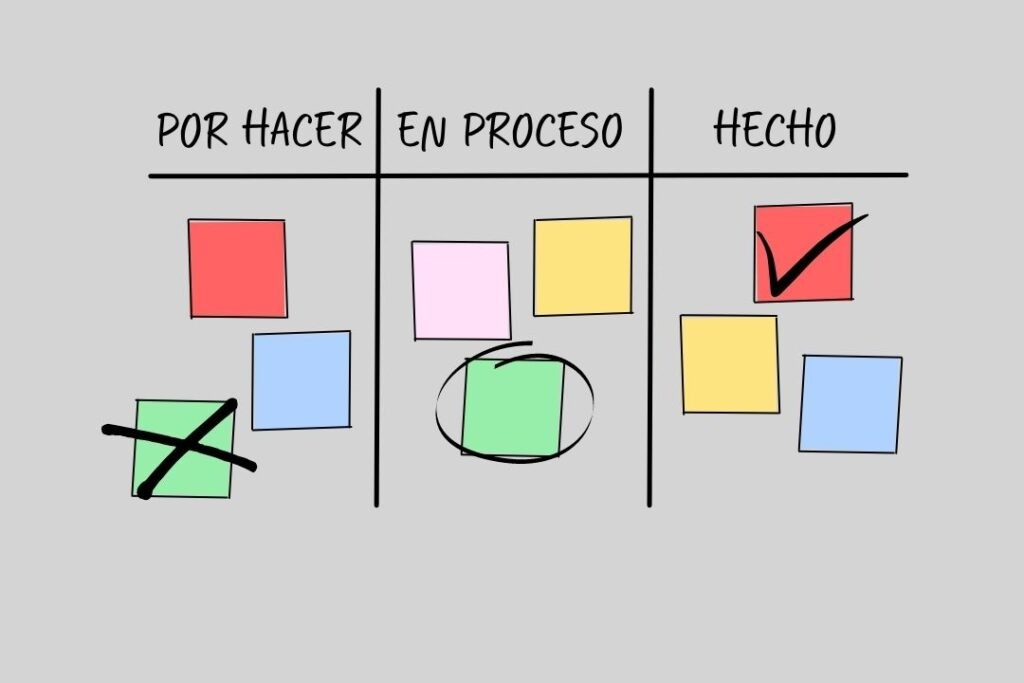 POR HACER
EN PROCESO
HECHO